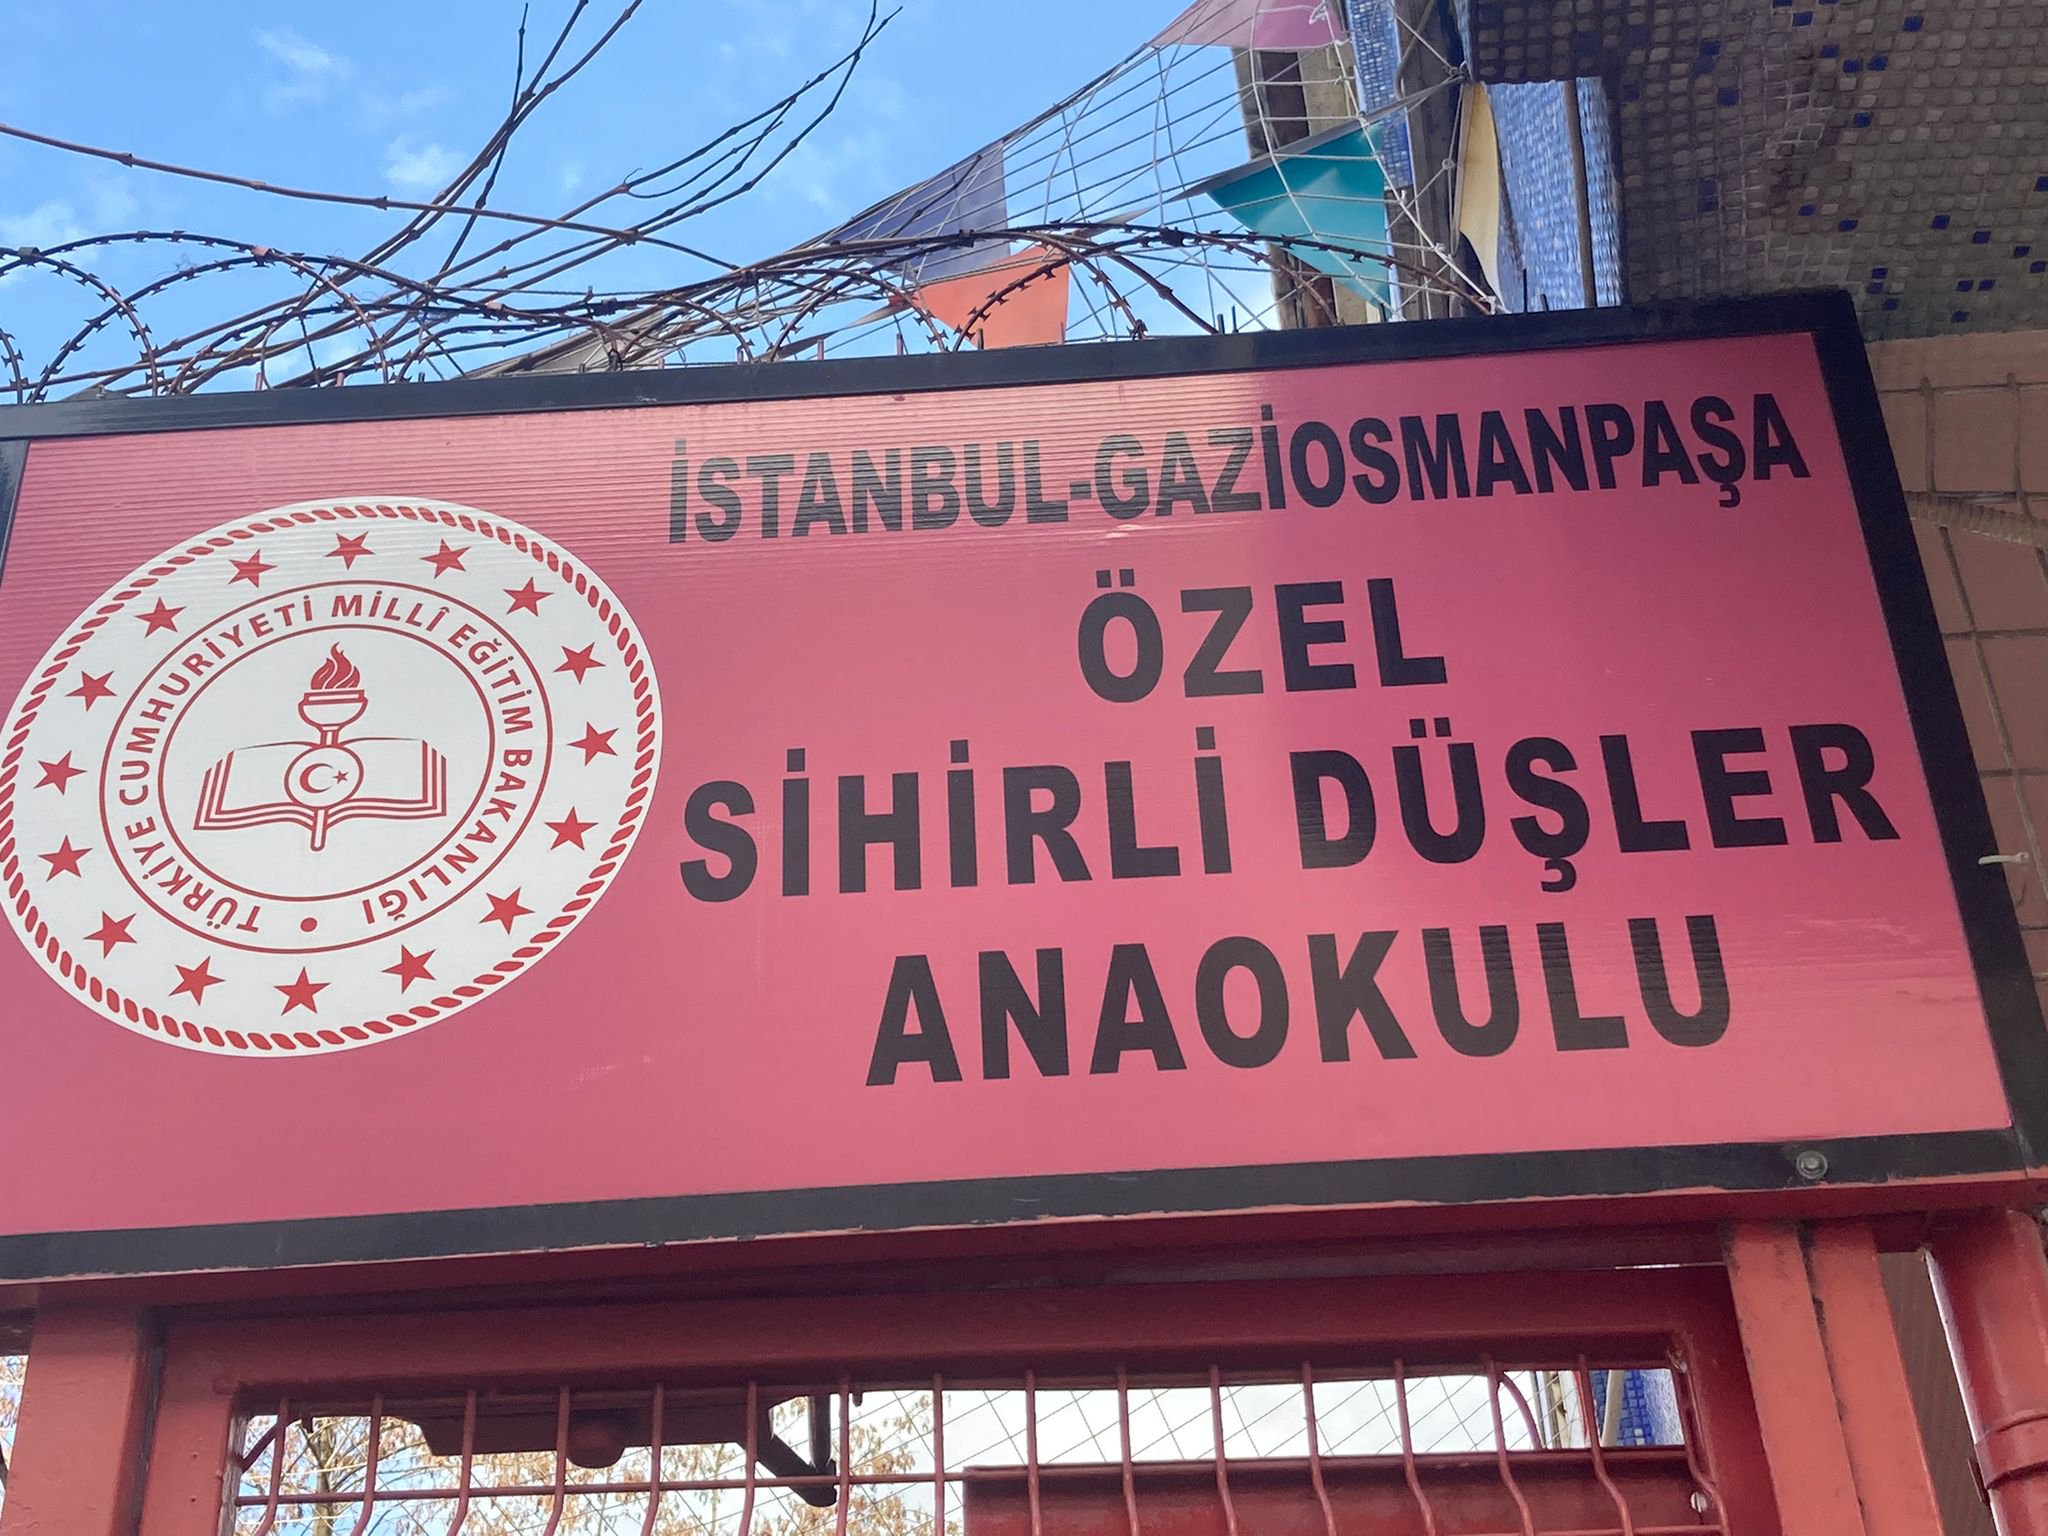 İSTANBUL-GAZİOSMANPAŞA
ÖZEL
SİHİRLİ DÜŞLER
ANAOKULU
TÜRKİYE CUMHURİYETİ MİLLÎ EĞİTİM BAKANLIĞI